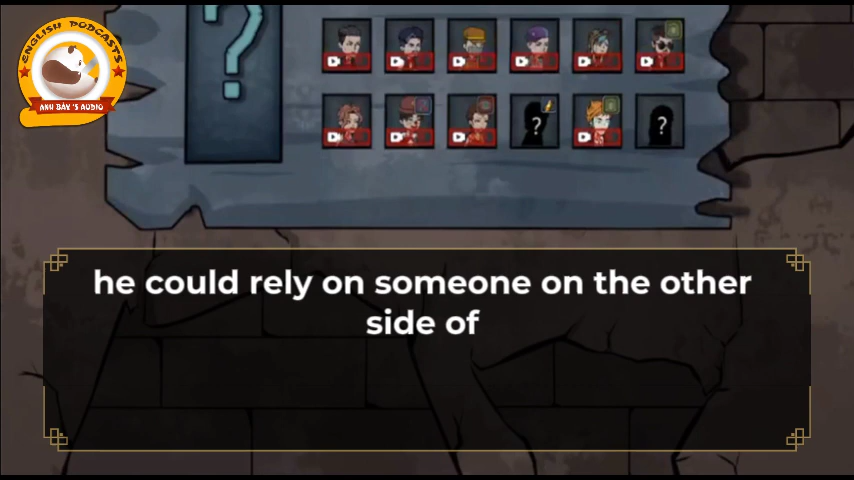 ENGLISH PODCASTS
ANH BẢY 'S AUDIO
?
? ?
he could rely on someone on the other
side of